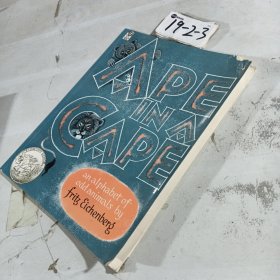 19-2-3
APE
IN A
CAPE
an alphabet of
odd animals by
fritz Eichenberg